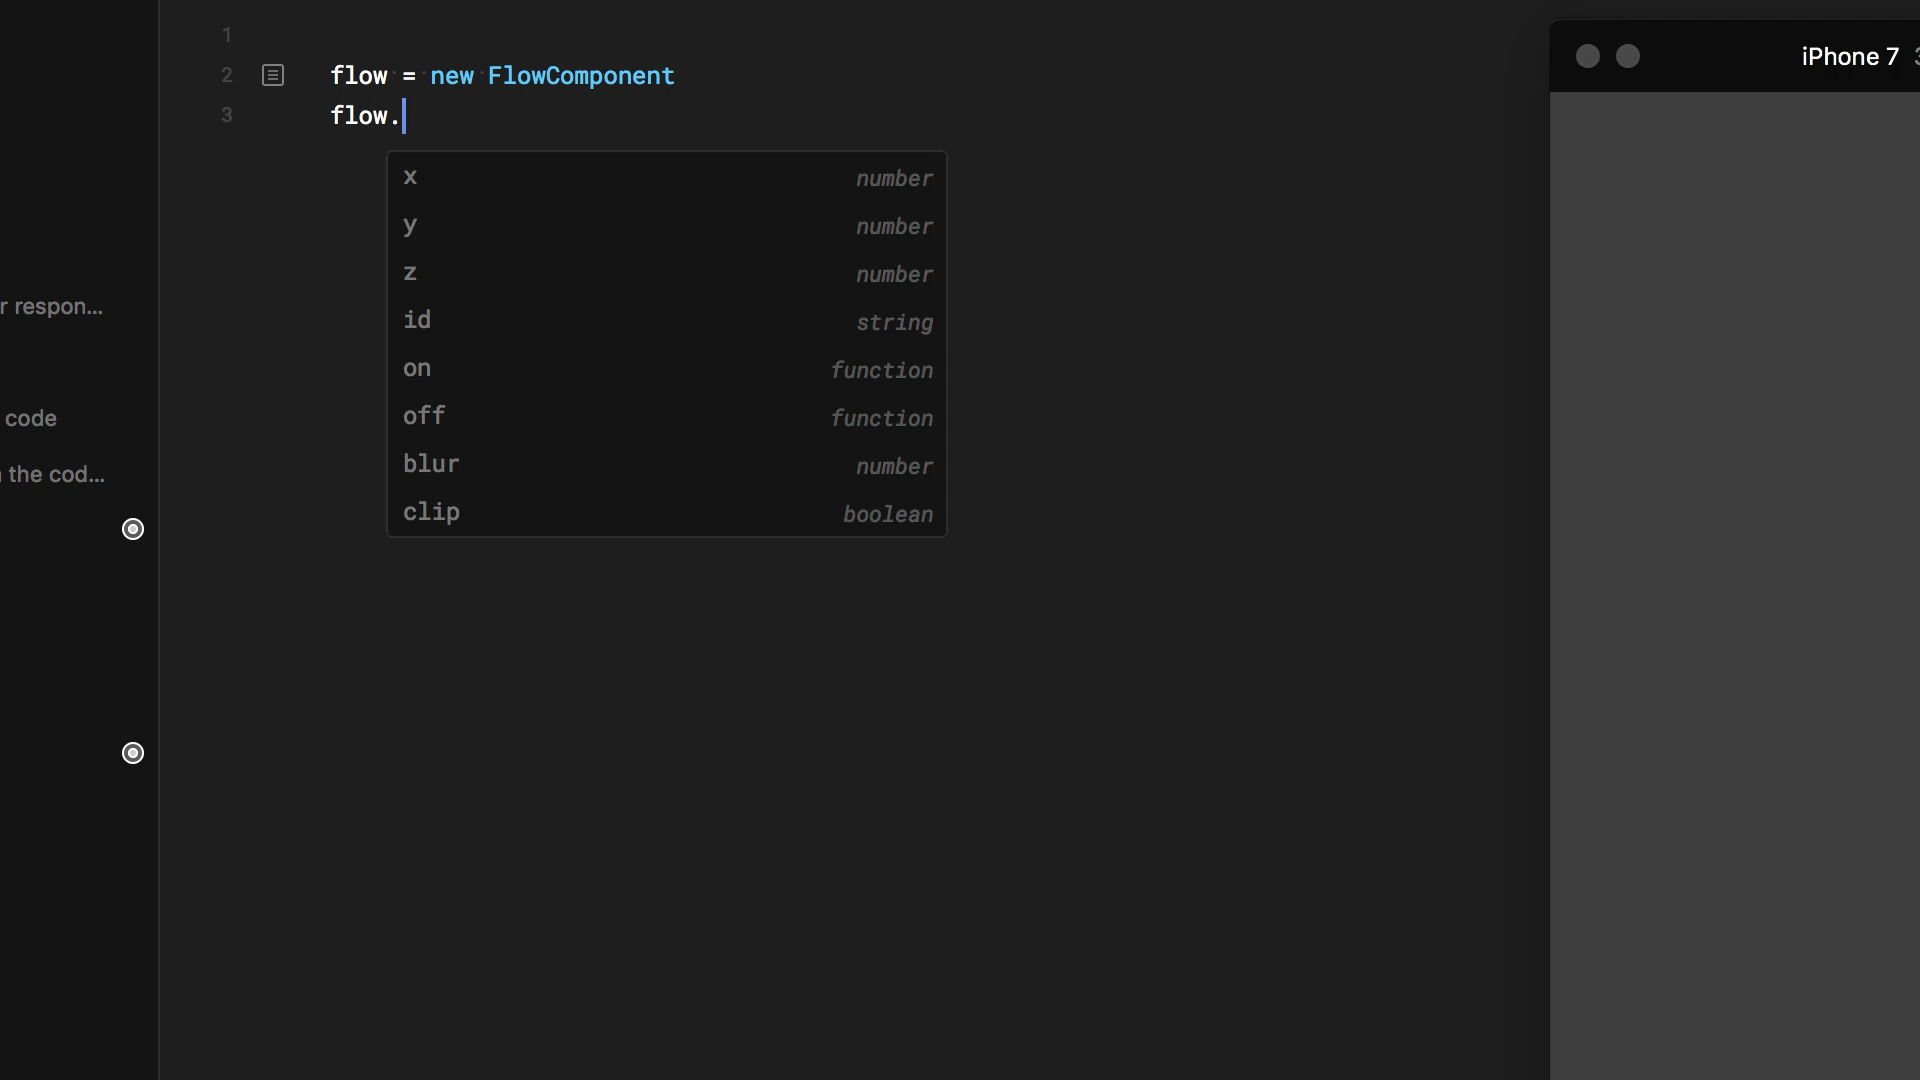 1
2 flow = new FlowComponent
3 flow.
x number
y number
z number
id string
on function
off function
blur number
clip boolean
r respon...
code
the cod...
iPhone 7